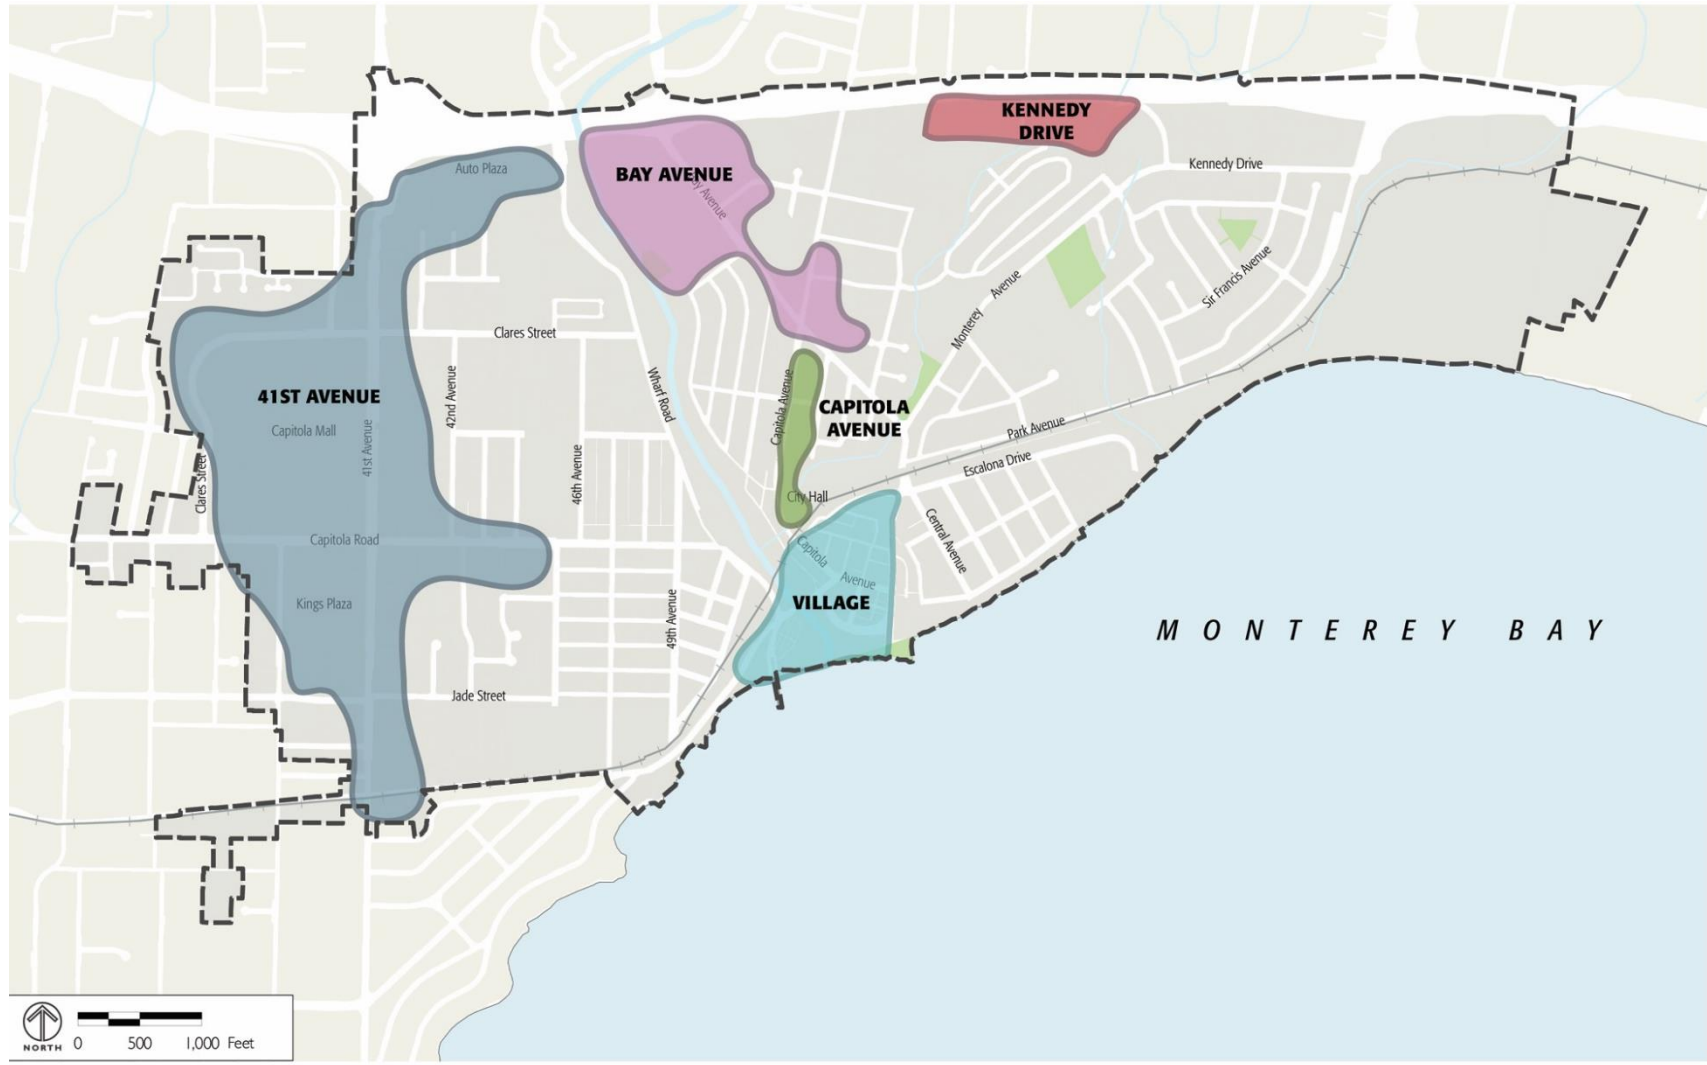 KENNEDY
DRIVE
Kennedy Drive
Auto Plaza
BAY AVENUE
Bay Avenue
Sir Francis Avenue
Monterey Avenue
Clares Street
41ST AVENUE
Capitola Mall
41st Avenue
42nd Avenue
Wharf Road
Capitola Avenue
CAPITOLA
AVENUE
Park Avenue
Escalona Drive
Clares Street
46th Avenue
City Hall
Central Avenue
Capitola Road
Capitola Avenue
Kings Plaza
VILLAGE
49th Avenue
MONTEREY BAY
Jade Street
NORTH
0 500 1,000 Feet